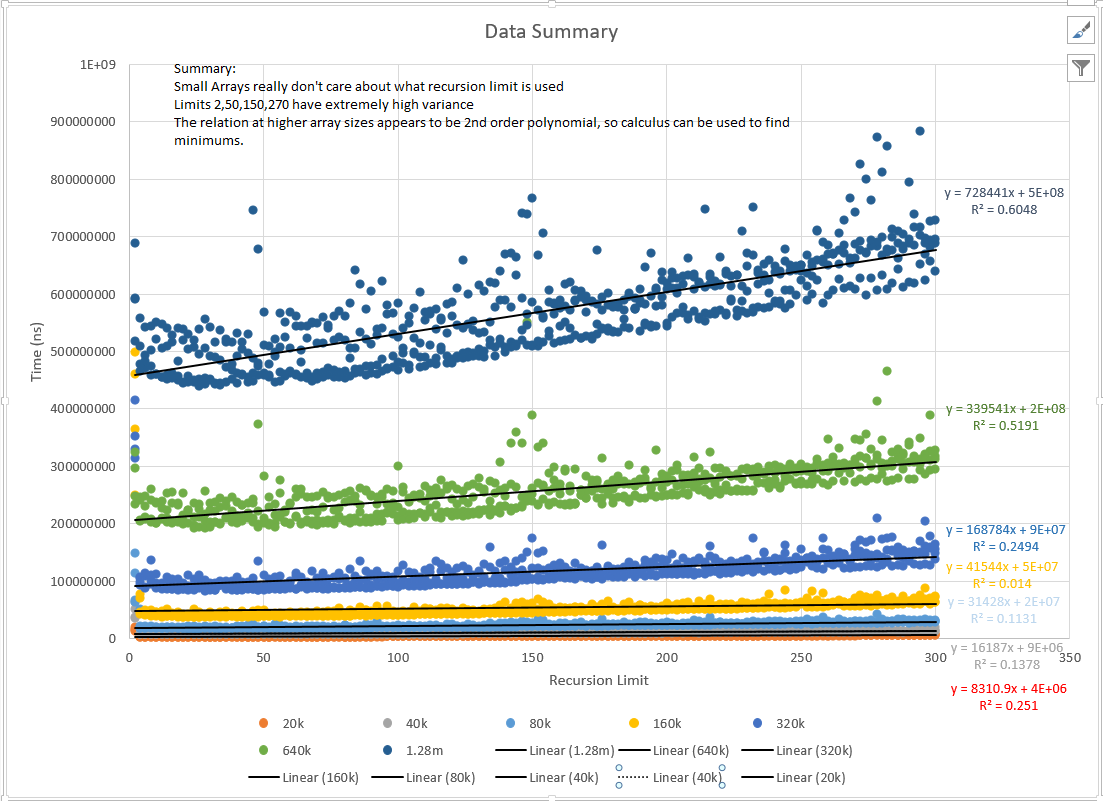 Data Summary
1E+09
900000000
800000000
700000000
600000000
500000000
400000000
300000000
200000000
100000000
0
Time (ns)
Summary:
Small Arrays really don't care about what recursion limit is used
Limits 2,50,150,270 have extremely high variance
The relation at higher array sizes appears to be 2nd order polynomial, so calculus can be used to find
minimums.
y = 728441x + 5E+08
R² = 0.6048
y = 339541x + 2E+08
R² = 0.5191
y = 168784x + 9E+07
R² = 0.2494
y = 41544x + 5E+07
R² = 0.014
y = 31428x + 2E+07
R² = 0.1131
y = 16187x + 9E+06
R² = 0.1378
y = 8310.9x + 4E+06
R² = 0.251
0 50 100 150 200 250 300 350
Recursion Limit
20k 40k 80k 160k 320k
640k 1.28m Linear (1.28m) Linear (640k) Linear (320k)
Linear (160k) Linear (80k) Linear (40k) Linear (40k) Linear (20k)